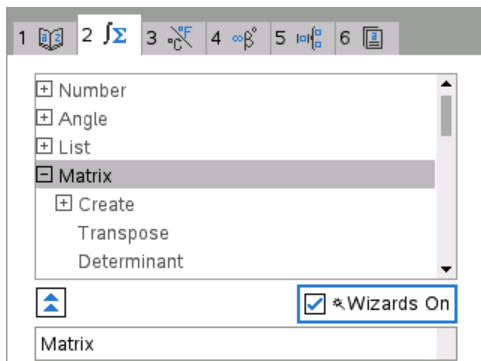 1 2 ∫Σ 3 °C °F 4 ∞β° 5 6
Number
Angle
List
Matrix
Create
Transpose
Determinant
Wizards On
Matrix